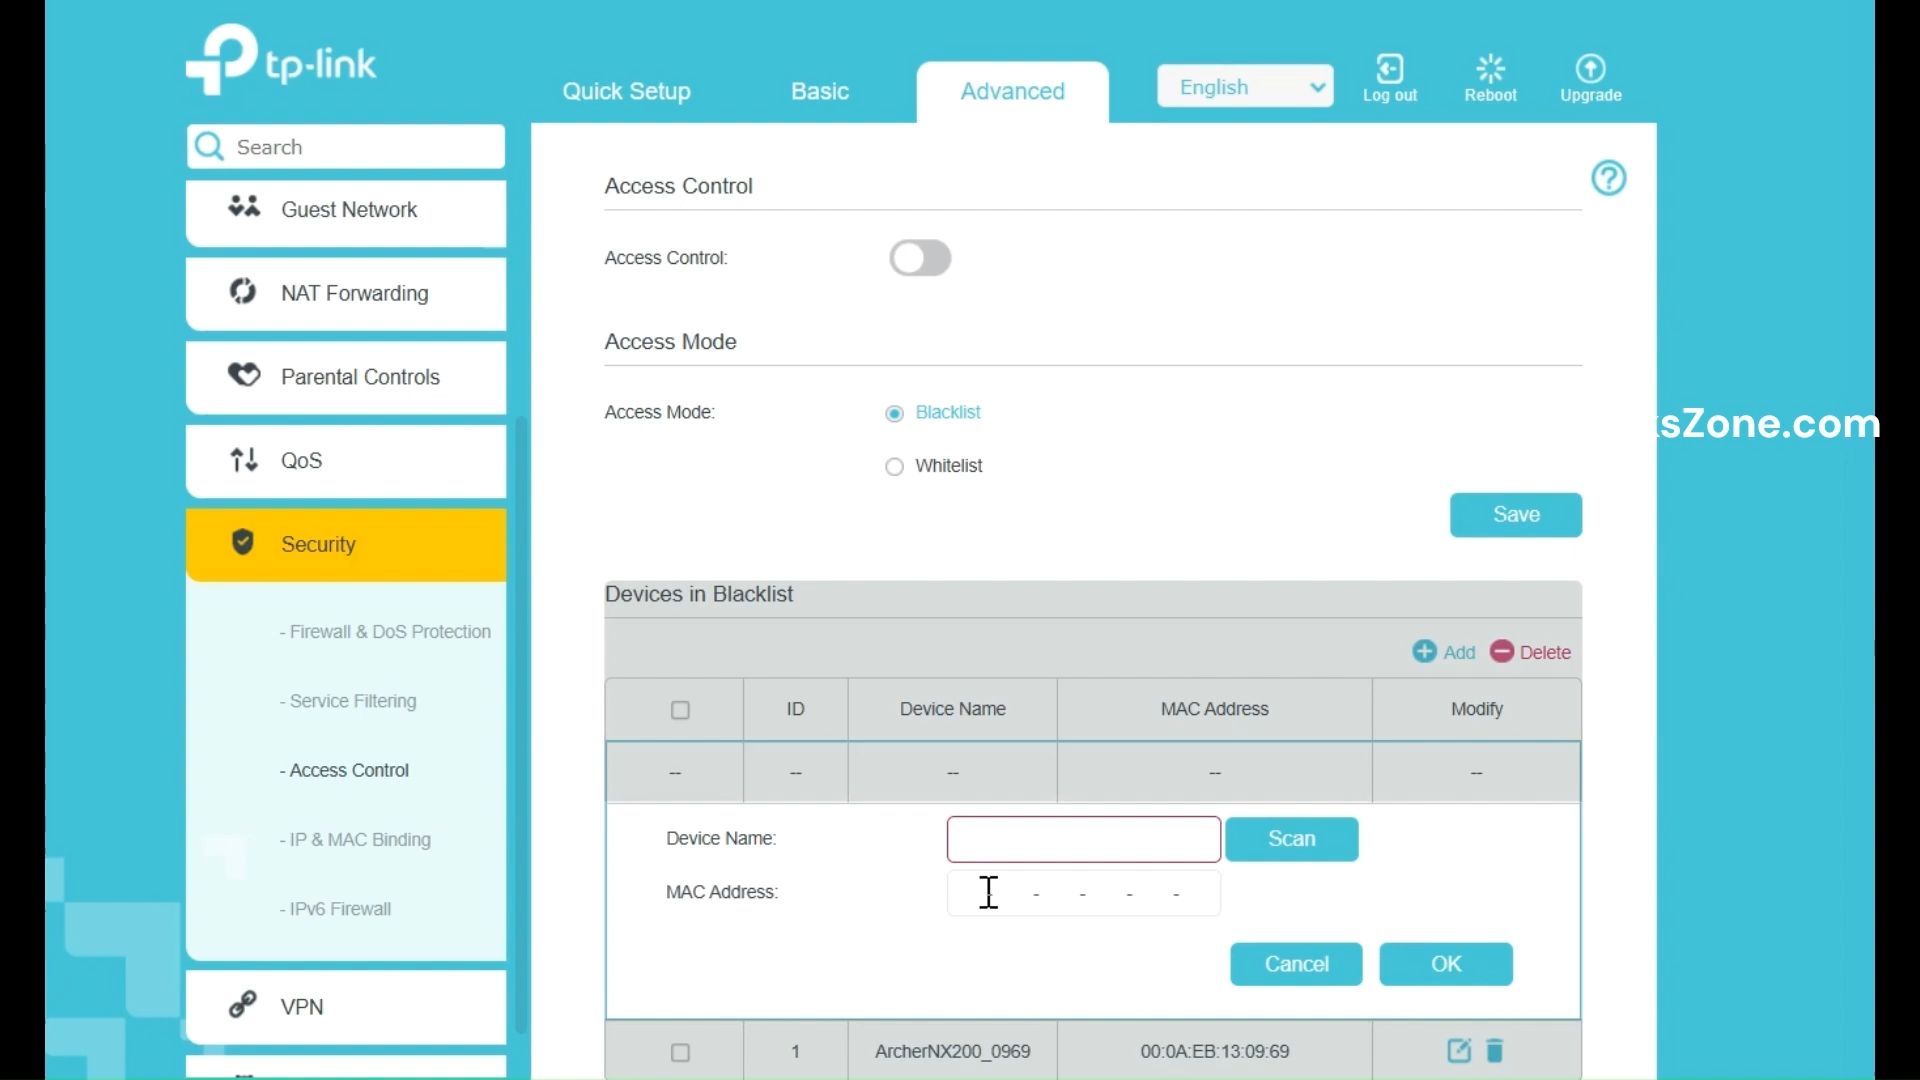 tp-link
Quick Setup
Basic
Advanced
English
Log out
Reboot
Upgrade
Search
Guest Network
NAT Forwarding
Parental Controls
QoS
Security
- Firewall & DoS Protection
- Service Filtering
- Access Control
- IP & MAC Binding
- IPv6 Firewall
VPN
Access Control
Access Control:
Access Mode
Access Mode:
Blacklist
Whitelist
sZone.com
Save
Devices in Blacklist
Add Delete
ID Device Name MAC Address Modify
-- -- -- -- --
Device Name:
Scan
MAC Address:
- - - -
Cancel
OK
1 ArcherNX200_0969 00:0A:EB:13:09:69